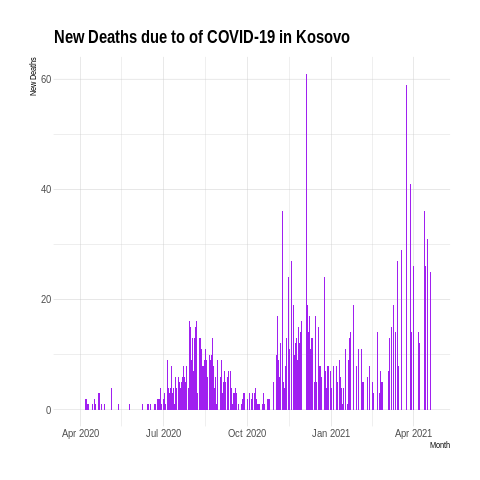 New Deaths due to of COVID-19 in Kosovo
New Deaths
60
40
20
0
Apr 2020 Jul 2020 Oct 2020 Jan 2021 Apr 2021
Month